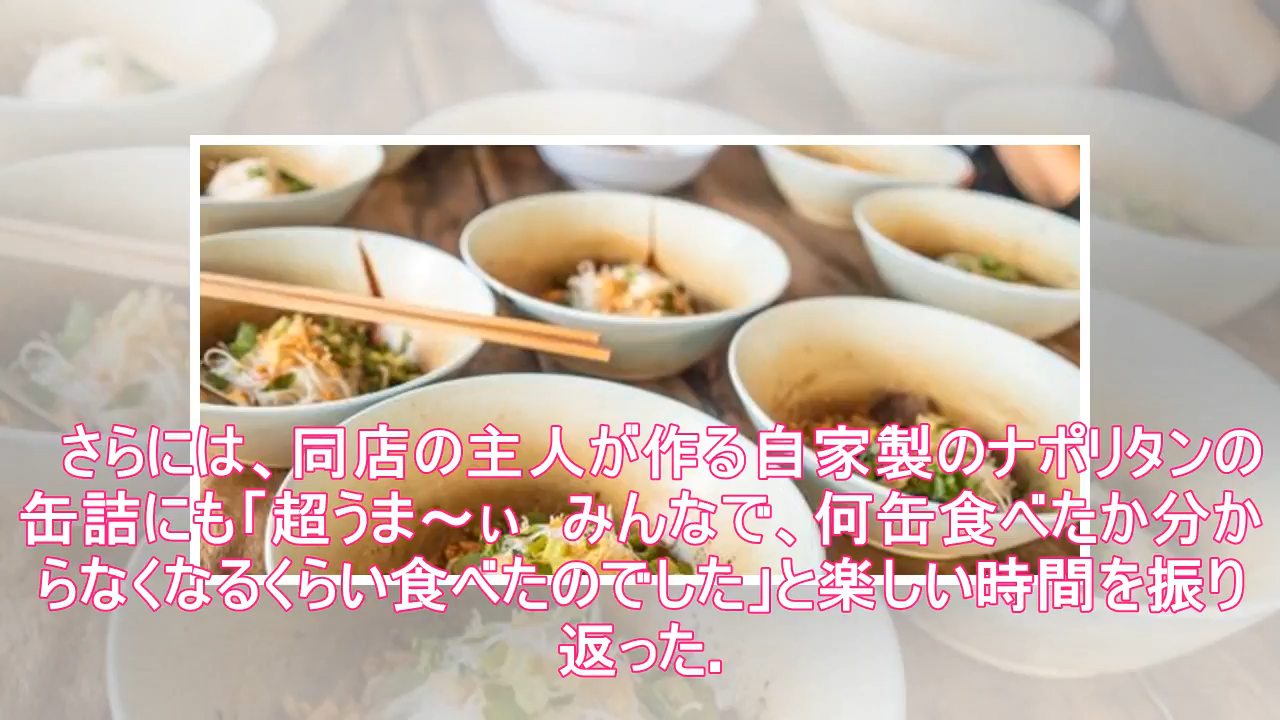 さらには、同店の主人が作る自家製のナポリタンの
缶詰にも「超うま〜ぃ みんなで、何缶食べたか分か
らなくなるくらい食べたのでした」と楽しい時間を振り
返った.